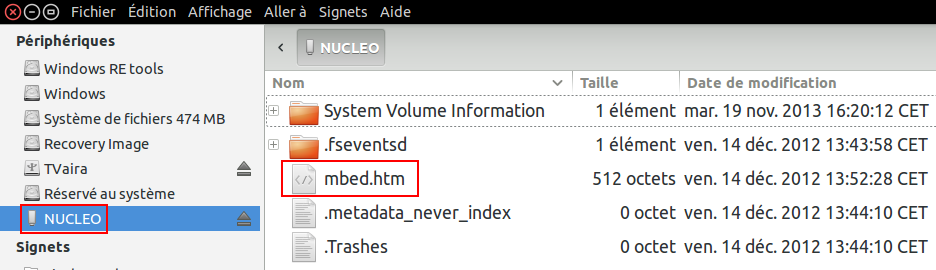 Fichier Édition Affichage Aller à Signets Aide
Périphériques
Windows RE tools
Windows
Système de fichiers 474 MB
Recovery Image
TVaira
Réservé au système
NUCLEO
Signets
NUCLEO
Nom Taille Date de modification
System Volume Information 1 élément mar. 19 nov. 2013 16:20:12 CET
.fseventsd 1 élément ven. 14 déc. 2012 13:43:58 CET
mbed.htm 512 octets ven. 14 déc. 2012 13:52:28 CET
.metadata_never_index 0 octet ven. 14 déc. 2012 13:44:10 CET
.Trashes 0 octet ven. 14 déc. 2012 13:44:10 CET